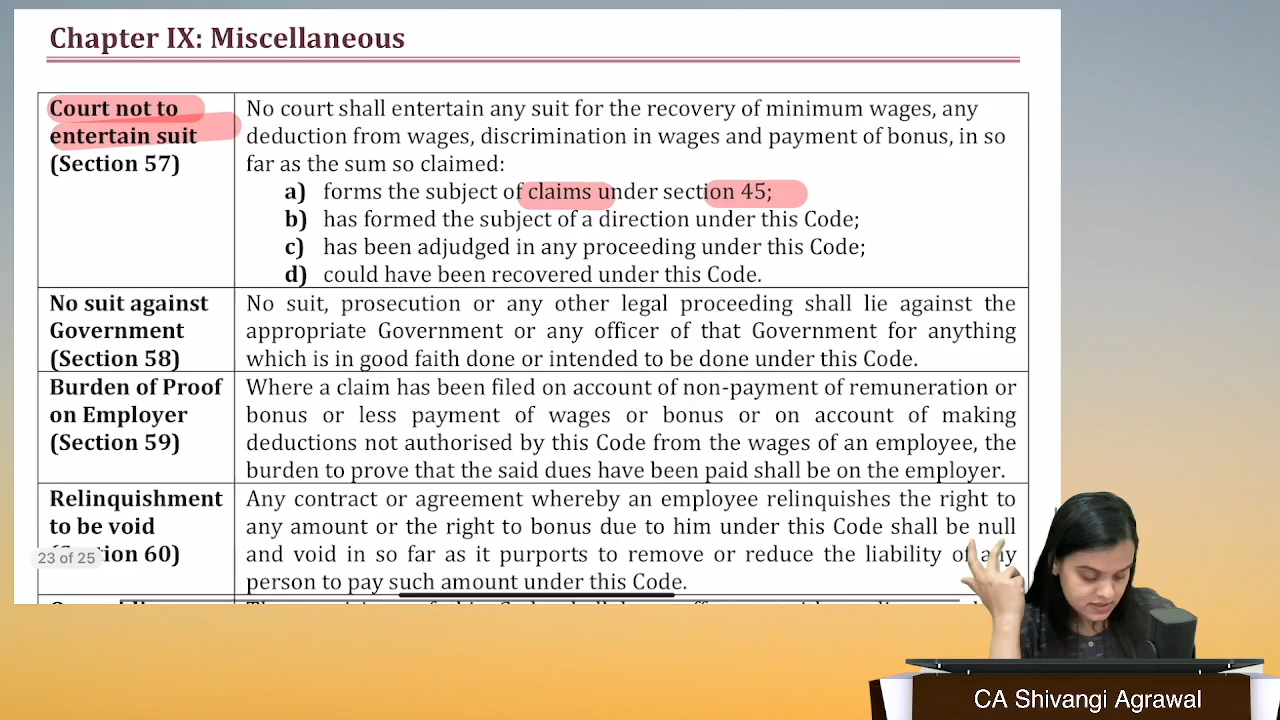 Chapter IX: Miscellaneous
Court not to
entertain suit
(Section 57)
No court shall entertain any suit for the recovery of minimum wages, any
deduction from wages, discrimination in wages and payment of bonus, in so
far as the sum so claimed:
a) forms the subject of claims under section 45;
b) has formed the subject of a direction under this Code;
c) has been adjudged in any proceeding under this Code;
d) could have been recovered under this Code.
No suit against
Government
(Section 58)
No suit, prosecution or any other legal proceeding shall lie against the
appropriate Government or any officer of that Government for anything
which is in good faith done or intended to be done under this Code.
Burden of Proof
on Employer
(Section 59)
Where a claim has been filed on account of non-payment of remuneration or
bonus or less payment of wages or bonus or on account of making
deductions not authorised by this Code from the wages of an employee, the
burden to prove that the said dues have been paid shall be on the employer.
Relinquishment
to be void
(Section 60)
Any contract or agreement whereby an employee relinquishes the right to
any amount or the right to bonus due to him under this Code shall be null
and void in so far as it purports to remove or reduce the liability of any
person to pay such amount under this Code.
23 of 25
CA Shivangi Agrawal